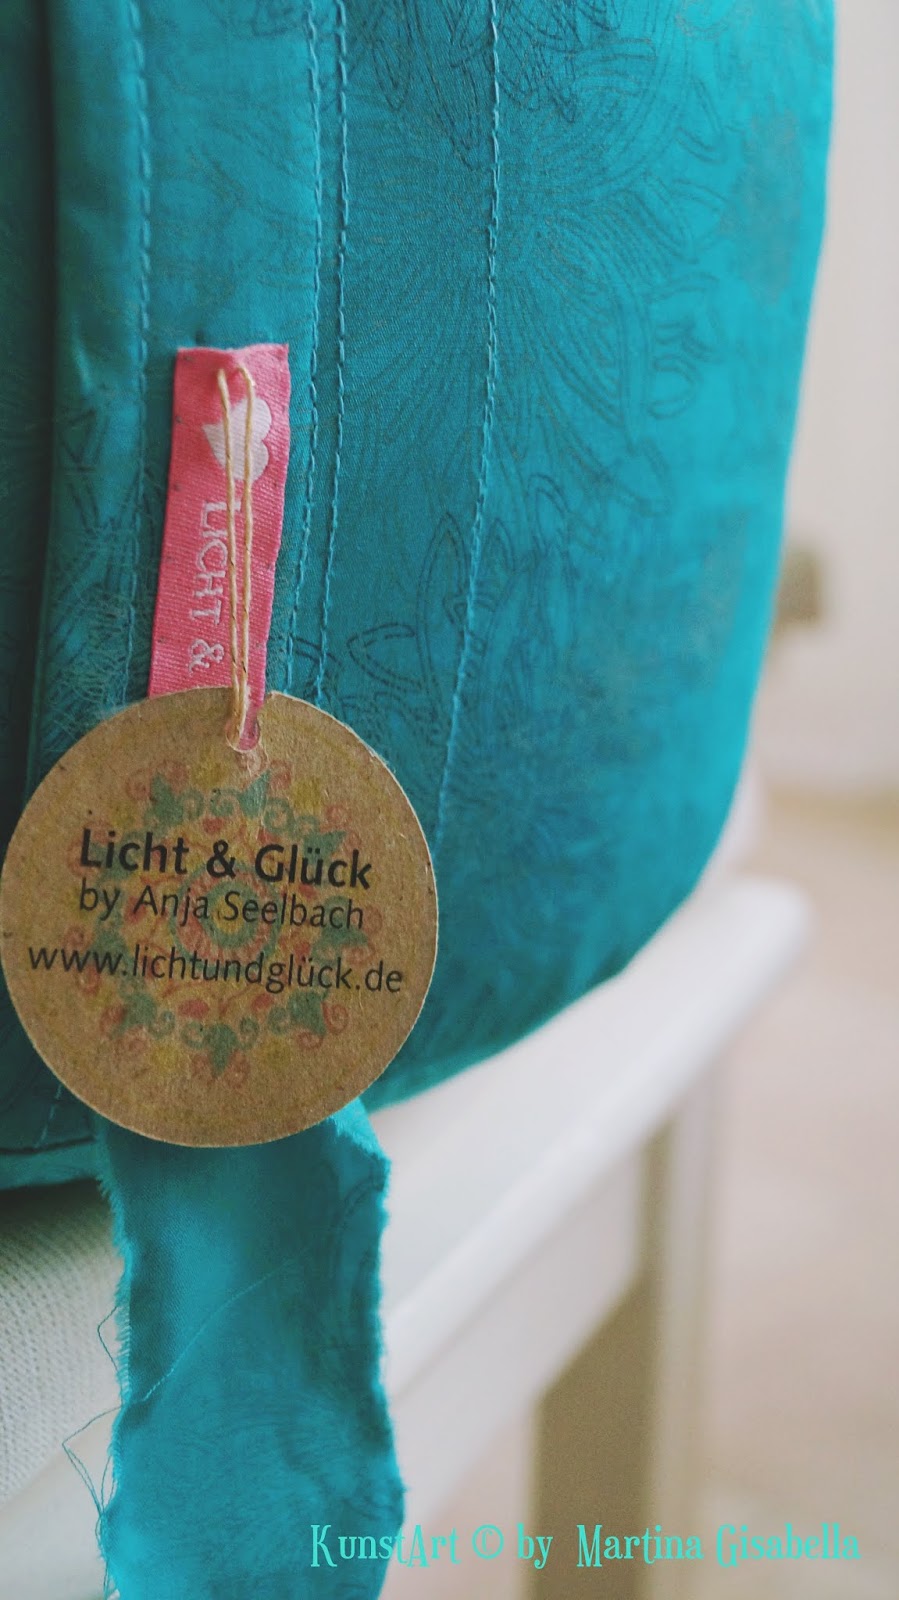 LICHT &
Licht & Glück
by Anja Seelbach
www.lichtundglück.de
KunstArt © by Martina Gisabella